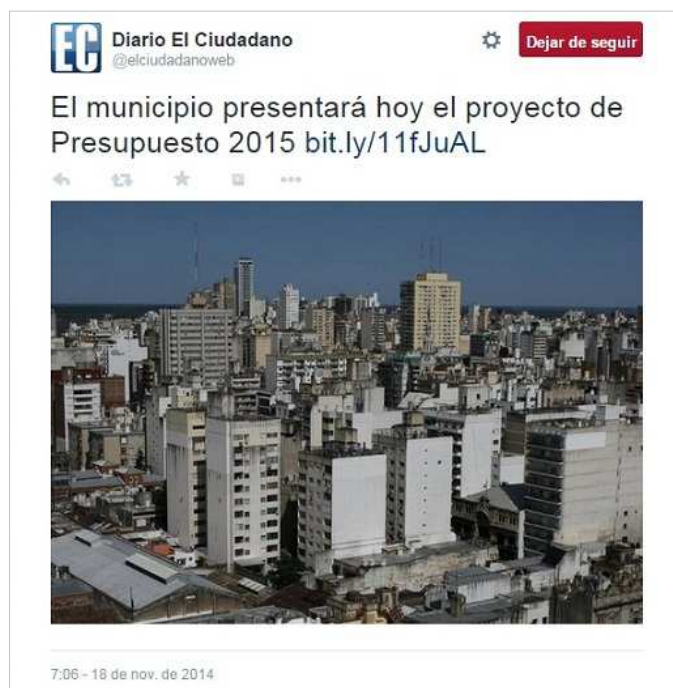 EC
Diario El Ciudadano
@elciudadanoweb
Dejar de seguir
El municipio presentará hoy el proyecto de
Presupuesto 2015 bit.ly/11fJuAL
7:06 - 18 de nov. de 2014